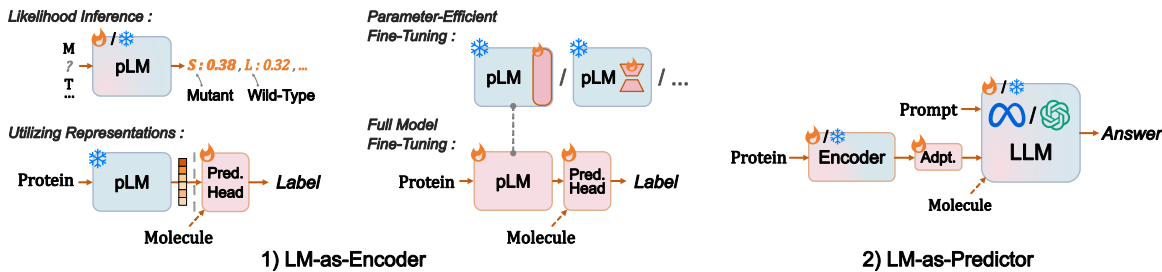 Likelihood Inference :
M
?
T
...
/
pLM
S : 0.38 , L : 0.32 , ...
Mutant
Wild-Type
Utilizing Representations :
Protein
pLM
Pred.
Head
Label
Molecule
Parameter-Efficient
Fine-Tuning :
pLM
/
pLM
/ ...
Full Model
Fine-Tuning :
Protein
pLM
Pred.
Head
Label
Molecule
1) LM-as-Encoder
Protein
/
Encoder
Adpt.
Prompt
/
/
LLM
Answer
Molecule
2) LM-as-Predictor